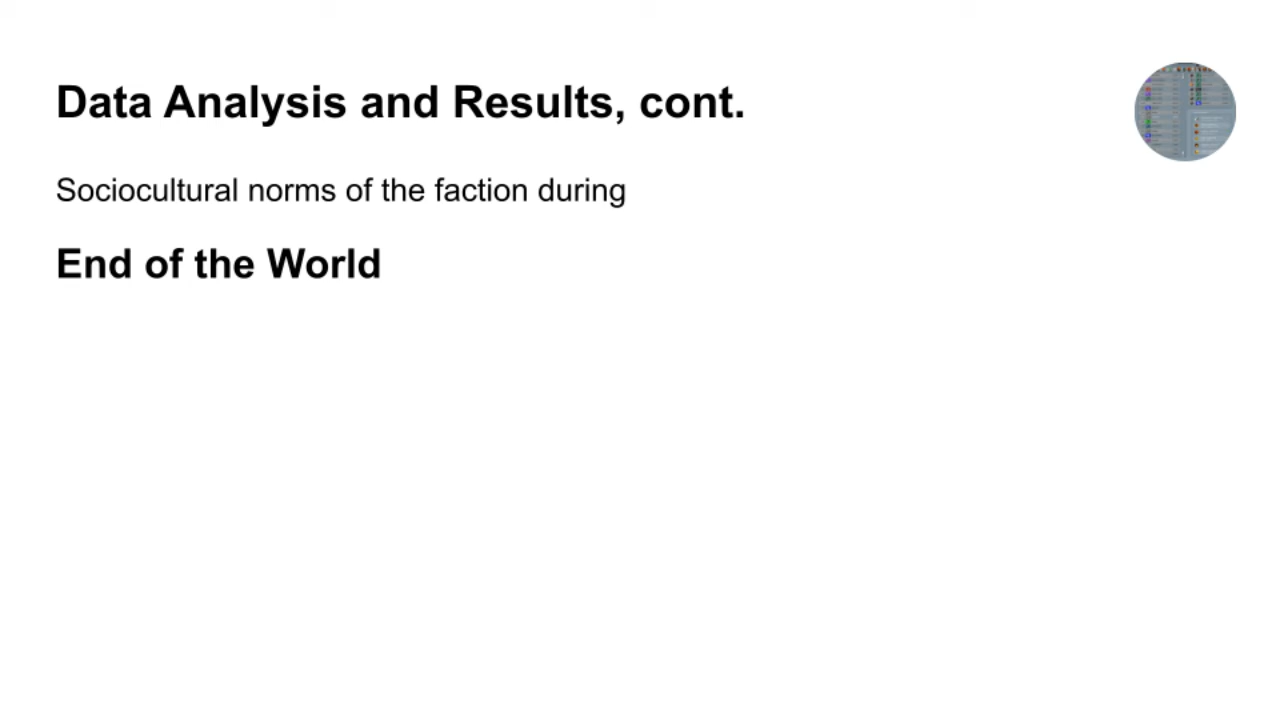 Data Analysis and Results, cont.
Sociocultural norms of the faction during
End of the World